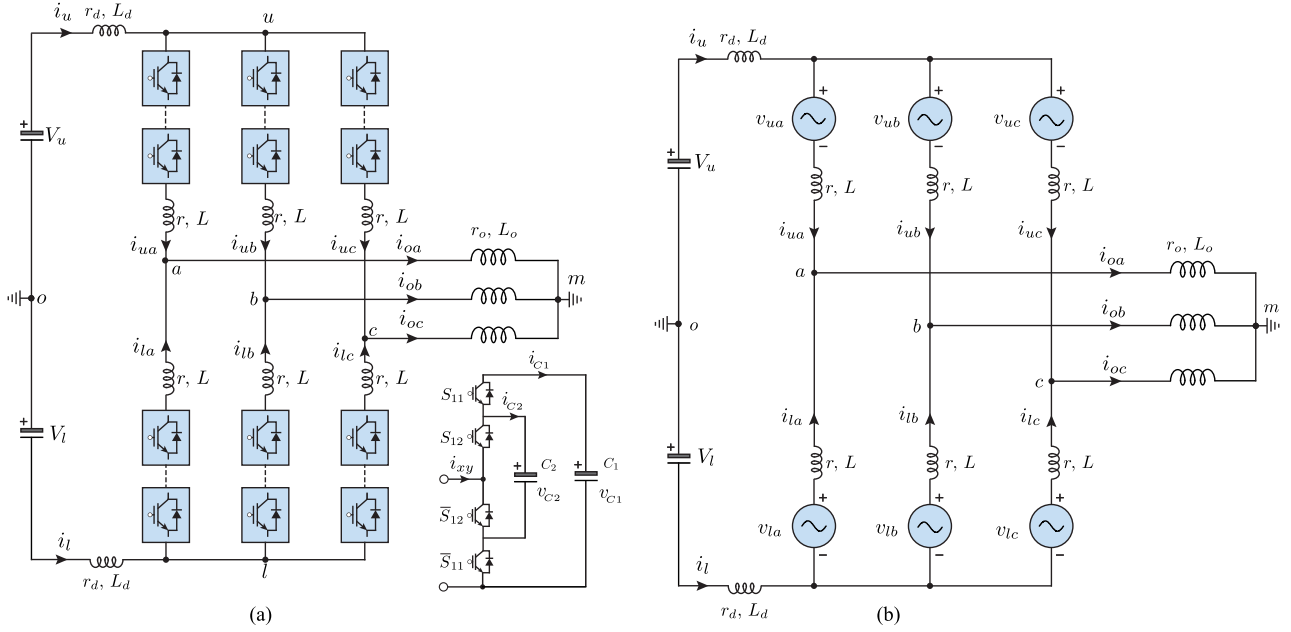 i_u
r_d, L_d
u
+
V_u
r, L
r, L
r, L
i_ua
i_ub
i_uc
i_oa
r_o, L_o
a
o
b
i_ob
m
c
i_oc
i_la
i_lb
i_lc
r, L
r, L
r, L
+
V_l
i_l
r_d, L_d
l
i_C1
S_11
i_C2
S_12
i_xy
+
C_2
v_C2
+
C_1
v_C1
S̅_12
S̅_11
(a)
i_u
r_d, L_d
+
V_u
+
v_ua
−
+
v_ub
−
+
v_uc
−
r, L
r, L
r, L
i_ua
i_ub
i_uc
i_oa
r_o, L_o
a
o
b
i_ob
m
c
i_oc
i_la
i_lb
i_lc
+
V_l
r, L
r, L
r, L
+
v_la
−
+
v_lb
−
+
v_lc
−
i_l
r_d, L_d
(b)